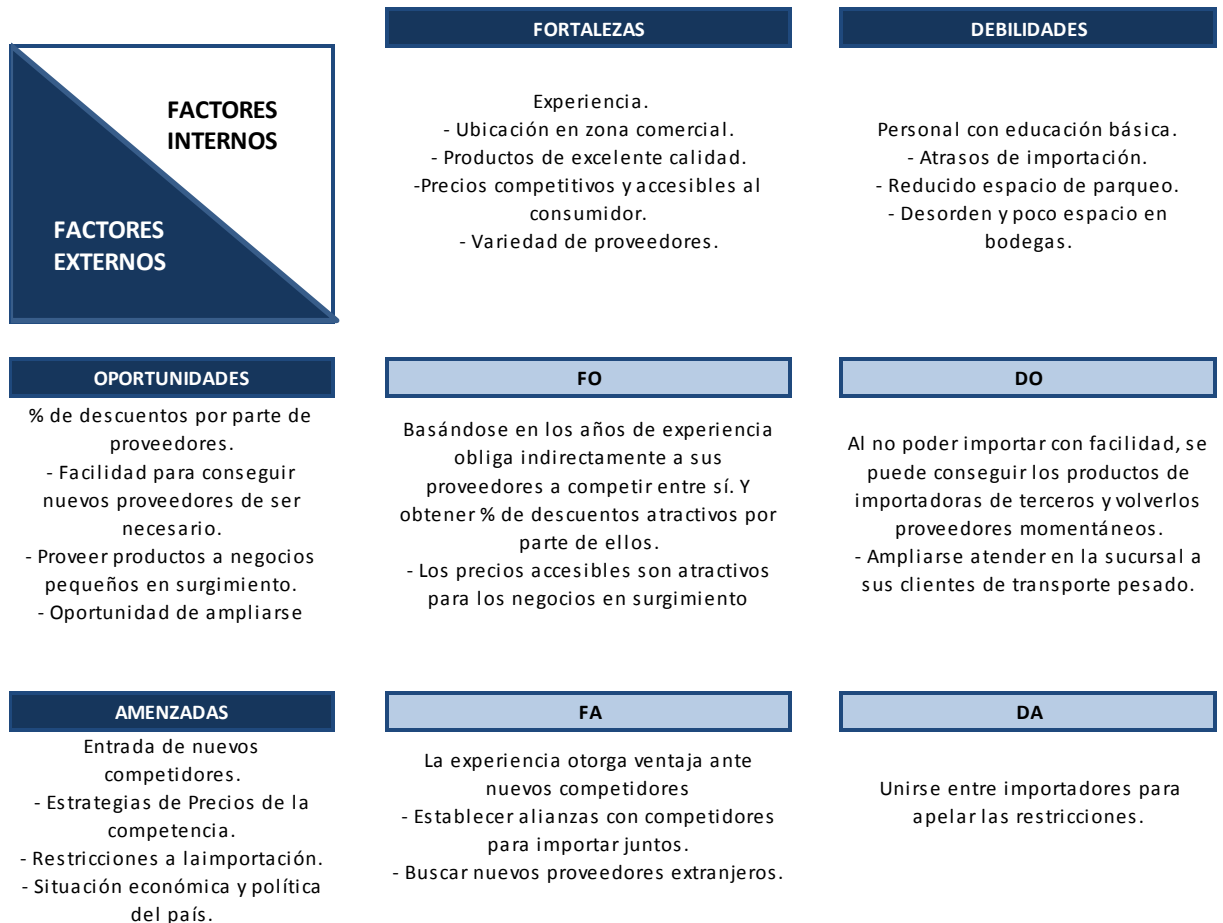 FACTORES
INTERNOS
FACTORES
EXTERNOS
FORTALEZAS
Experiencia.
- Ubicación en zona comercial.
- Productos de excelente calidad.
-Precios competitivos y accesibles al
consumidor.
- Variedad de proveedores.
DEBILIDADES
Personal con educación básica.
- Atrasos de importación.
- Reducido espacio de parqueo.
- Desorden y poco espacio en
bodegas.
OPORTUNIDADES
% de descuentos por parte de
proveedores.
- Facilidad para conseguir
nuevos proveedores de ser
necesario.
- Proveer productos a negocios
pequeños en surgimiento.
- Oportunidad de ampliarse
FO
Basándose en los años de experiencia
obliga indirectamente a sus
proveedores a competir entre sí. Y
obtener % de descuentos atractivos por
parte de ellos.
- Los precios accesibles son atractivos
para los negocios en surgimiento
DO
Al no poder importar con facilidad, se
puede conseguir los productos de
importadoras de terceros y volverlos
proveedores momentáneos.
- Ampliarse atender en la sucursal a
sus clientes de transporte pesado.
AMENZADAS
Entrada de nuevos
competidores.
- Estrategias de Precios de la
competencia.
- Restricciones a laimportación.
- Situación económica y política
del país.
FA
La experiencia otorga ventaja ante
nuevos competidores
- Establecer alianzas con competidores
para importar juntos.
- Buscar nuevos proveedores extranjeros.
DA
Unirse entre importadores para
apelar las restricciones.